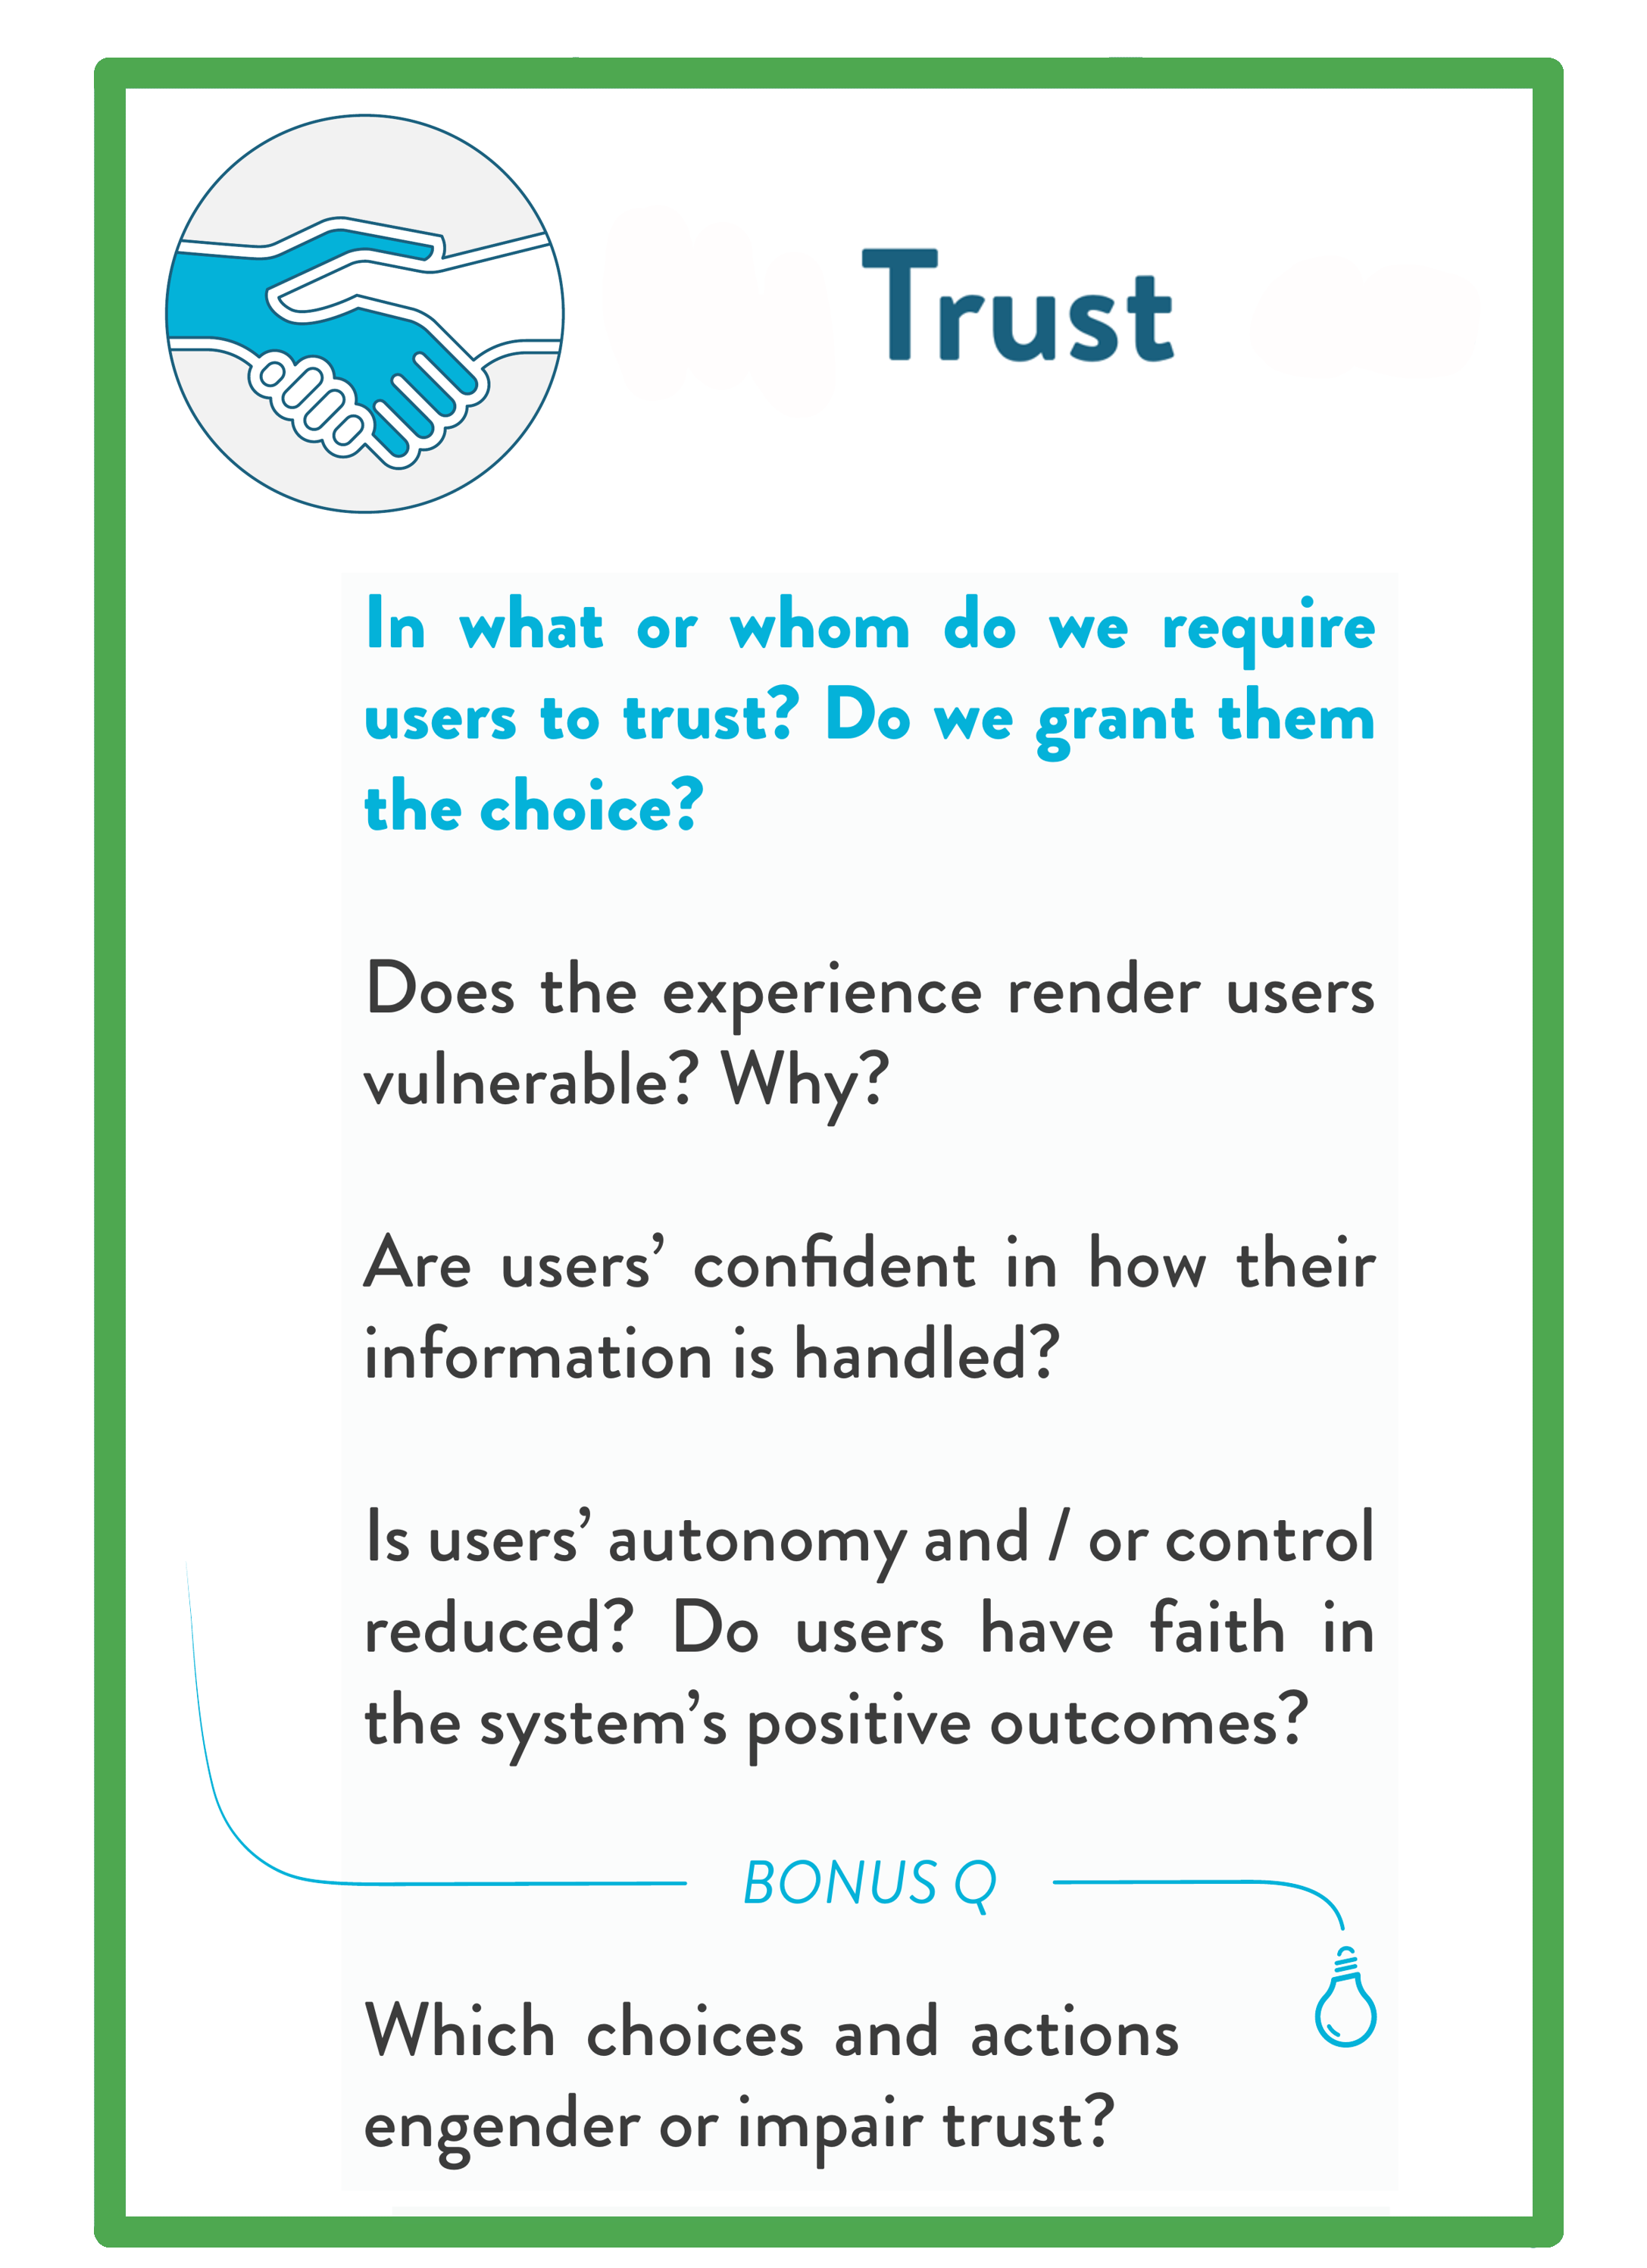 Trust
In what or whom do we require
users to trust? Do we grant them
the choice?
Does the experience render users
vulnerable? Why?
Are users’ confident in how their
information is handled?
Is users’ autonomy and / or control
reduced? Do users have faith in
the system’s positive outcomes?
BONUS Q
Which choices and actions
engender or impair trust?